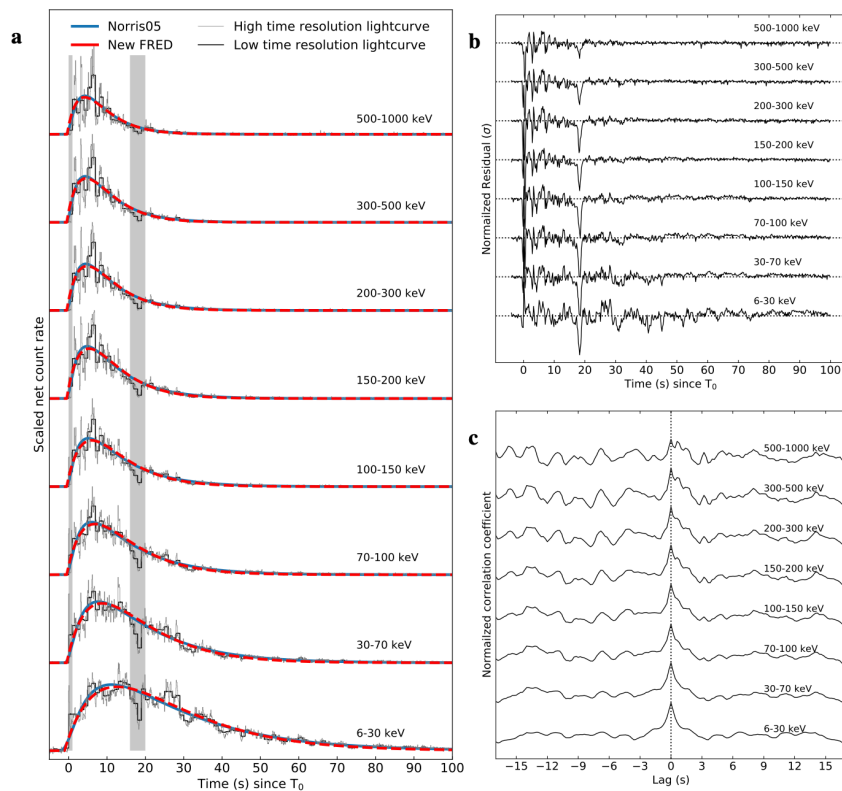 a
Norris05
New FRED
High time resolution lightcurve
Low time resolution lightcurve
500-1000 keV
300-500 keV
200-300 keV
150-200 keV
100-150 keV
70-100 keV
30-70 keV
6-30 keV
Scaled net count rate
0 10 20 30 40 50 60 70 80 90 100
Time (s) since T0
b
500-1000 keV
300-500 keV
200-300 keV
150-200 keV
100-150 keV
70-100 keV
30-70 keV
6-30 keV
Normailzed Residual (σ)
0 10 20 30 40 50 60 70 80 90 100
Time (s) since T0
c
500-1000 keV
300-500 keV
200-300 keV
150-200 keV
100-150 keV
70-100 keV
30-70 keV
6-30 keV
Normalized correlation coefficient
−15 −12 −9 −6 −3 0 3 6 9 12 15
Lag (s)